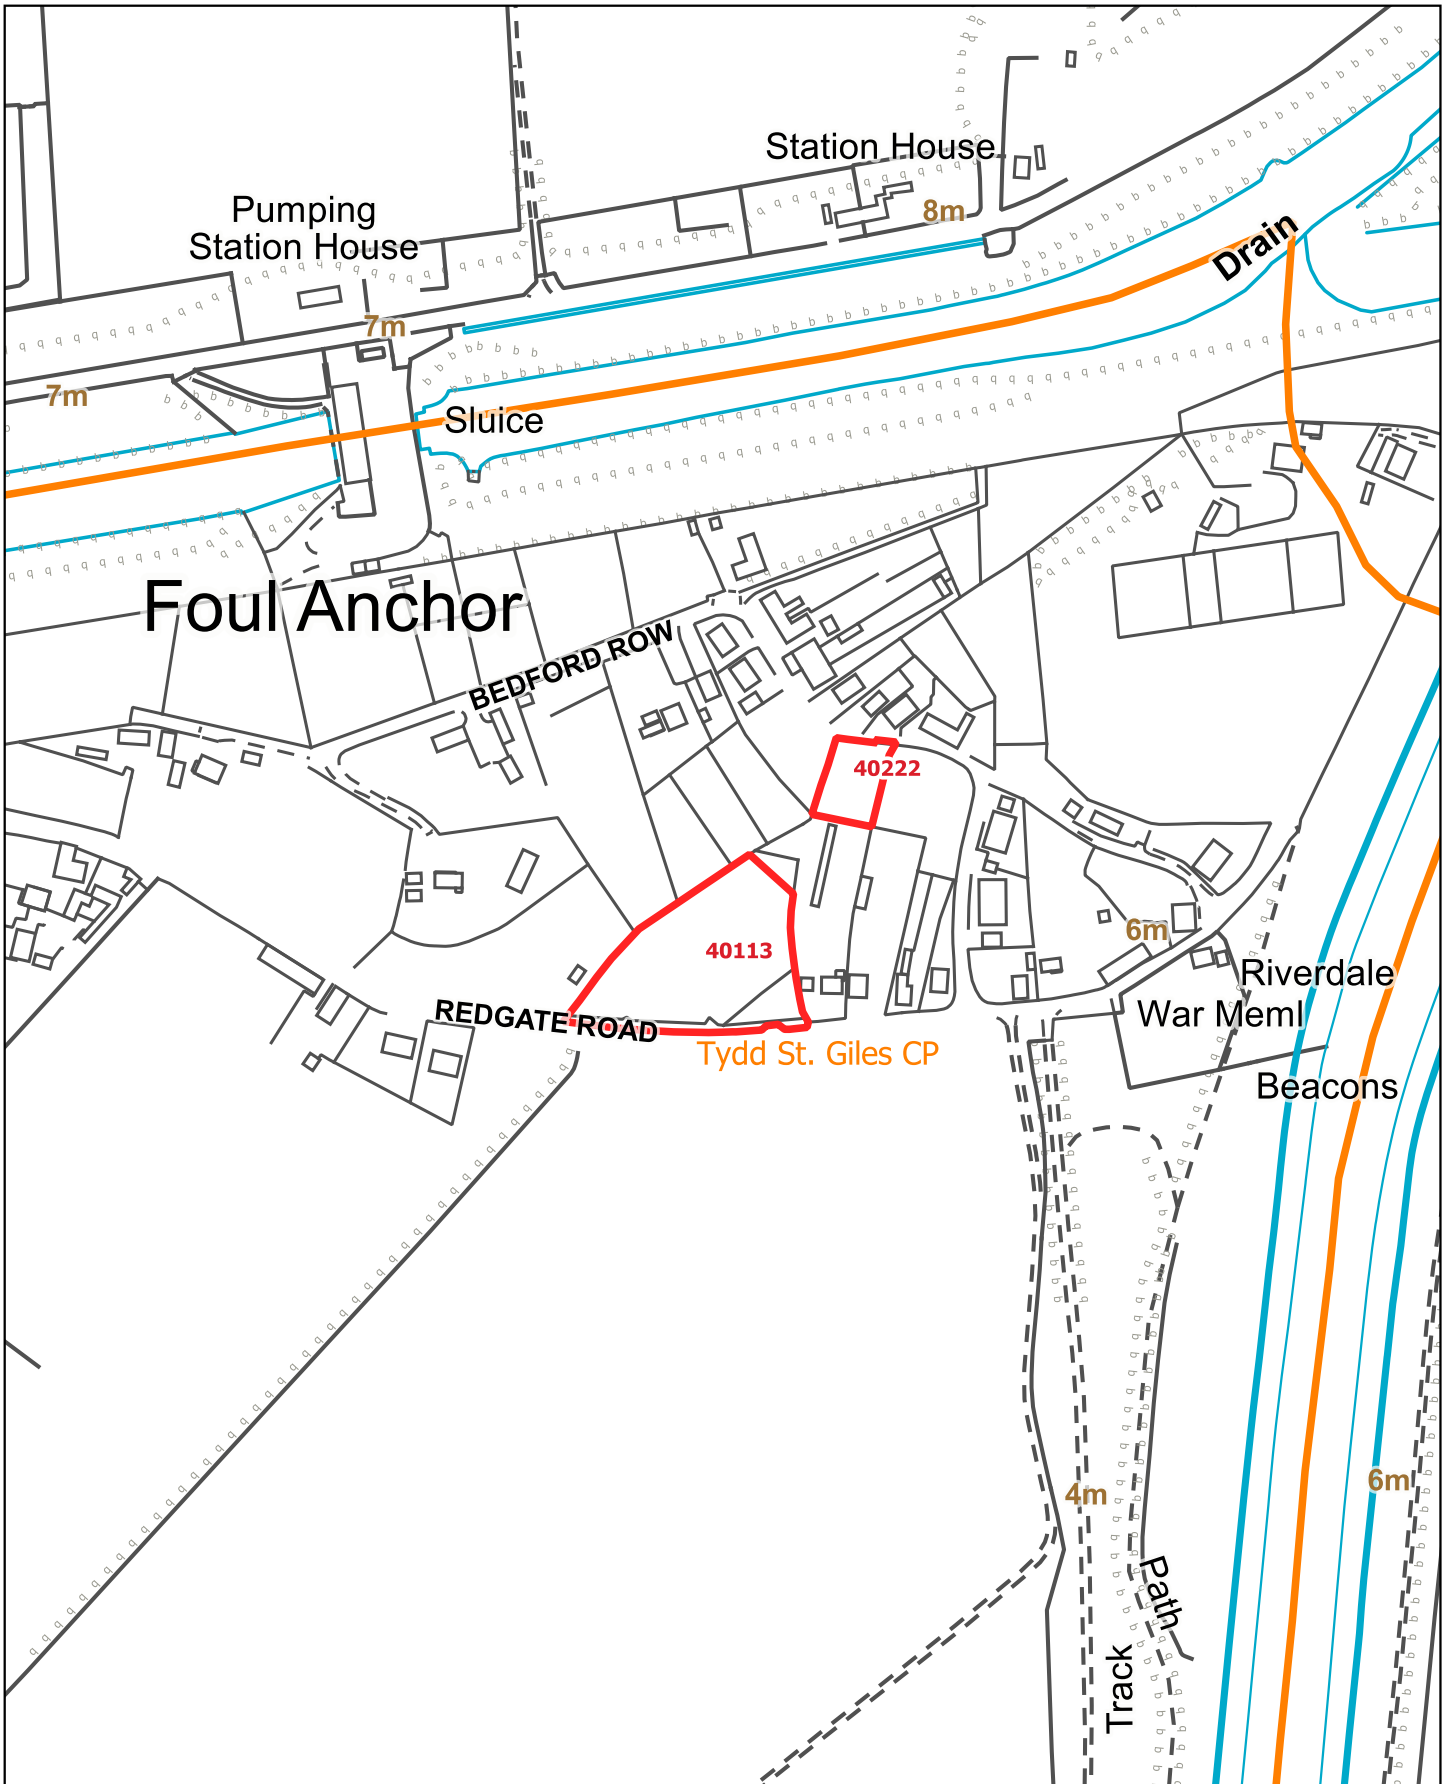 Station House
Pumping
Station House
8m
Drain
7m
7m
Sluice
Foul Anchor
BEDFORD ROW
40222
6m
40113
Riverdale
REDGATE ROAD
War Meml
Tydd St. Giles CP
Beacons
6m
4m
Path
Track